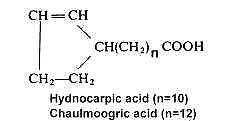 CH=CH
CH(CH2)n COOH
CH2—CH2
Hydnocarpic acid (n=10)
Chaulmoogric acid (n=12)